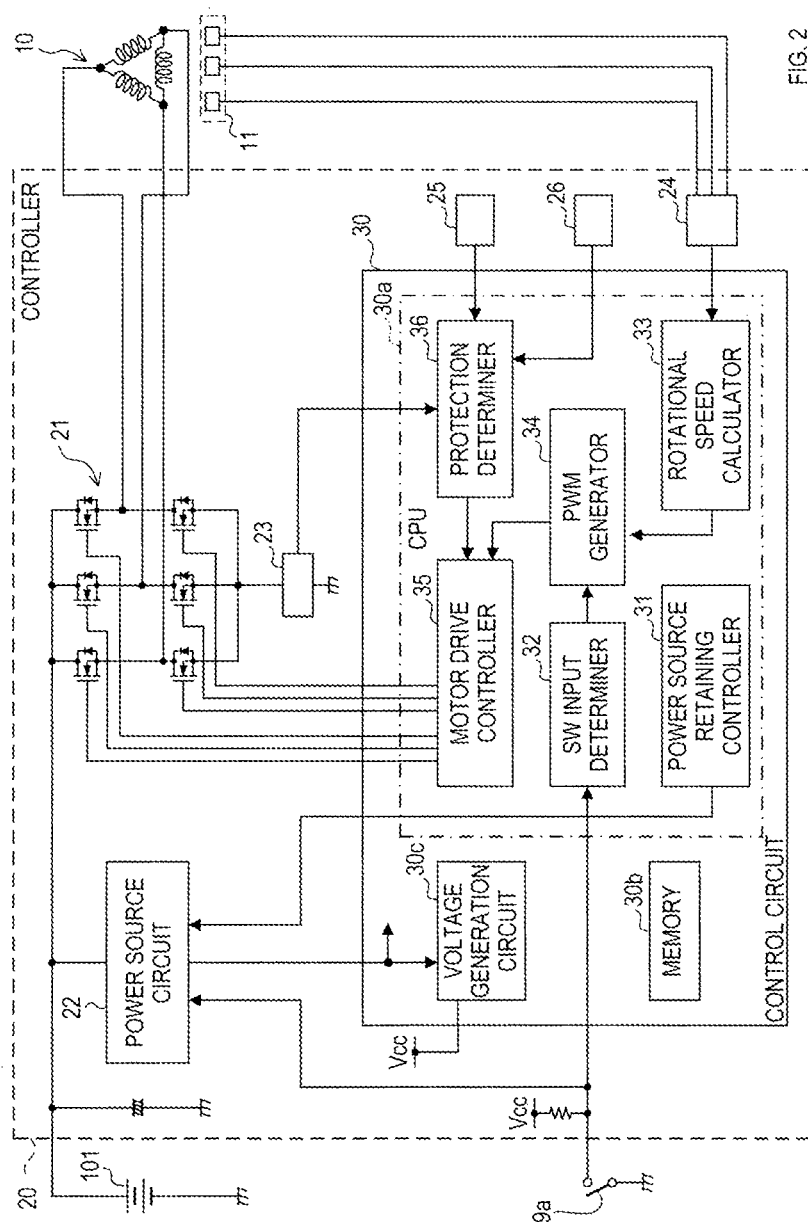 FIG. 2
CONTROLLER
20
101
9a
10
11
21
22
POWER SOURCE
CIRCUIT
23
24
25
26
30
30a
CPU
36
PROTECTION
DETERMINER
35
MOTOR DRIVE
CONTROLLER
34
PWM
GENERATOR
33
ROTATIONAL
SPEED
CALCULATOR
32
SW INPUT
DETERMINER
31
POWER SOURCE
RETAINING
CONTROLLER
30c
VOLTAGE
GENERATION
CIRCUIT
30b
MEMORY
CONTROL CIRCUIT
Vcc
Vcc